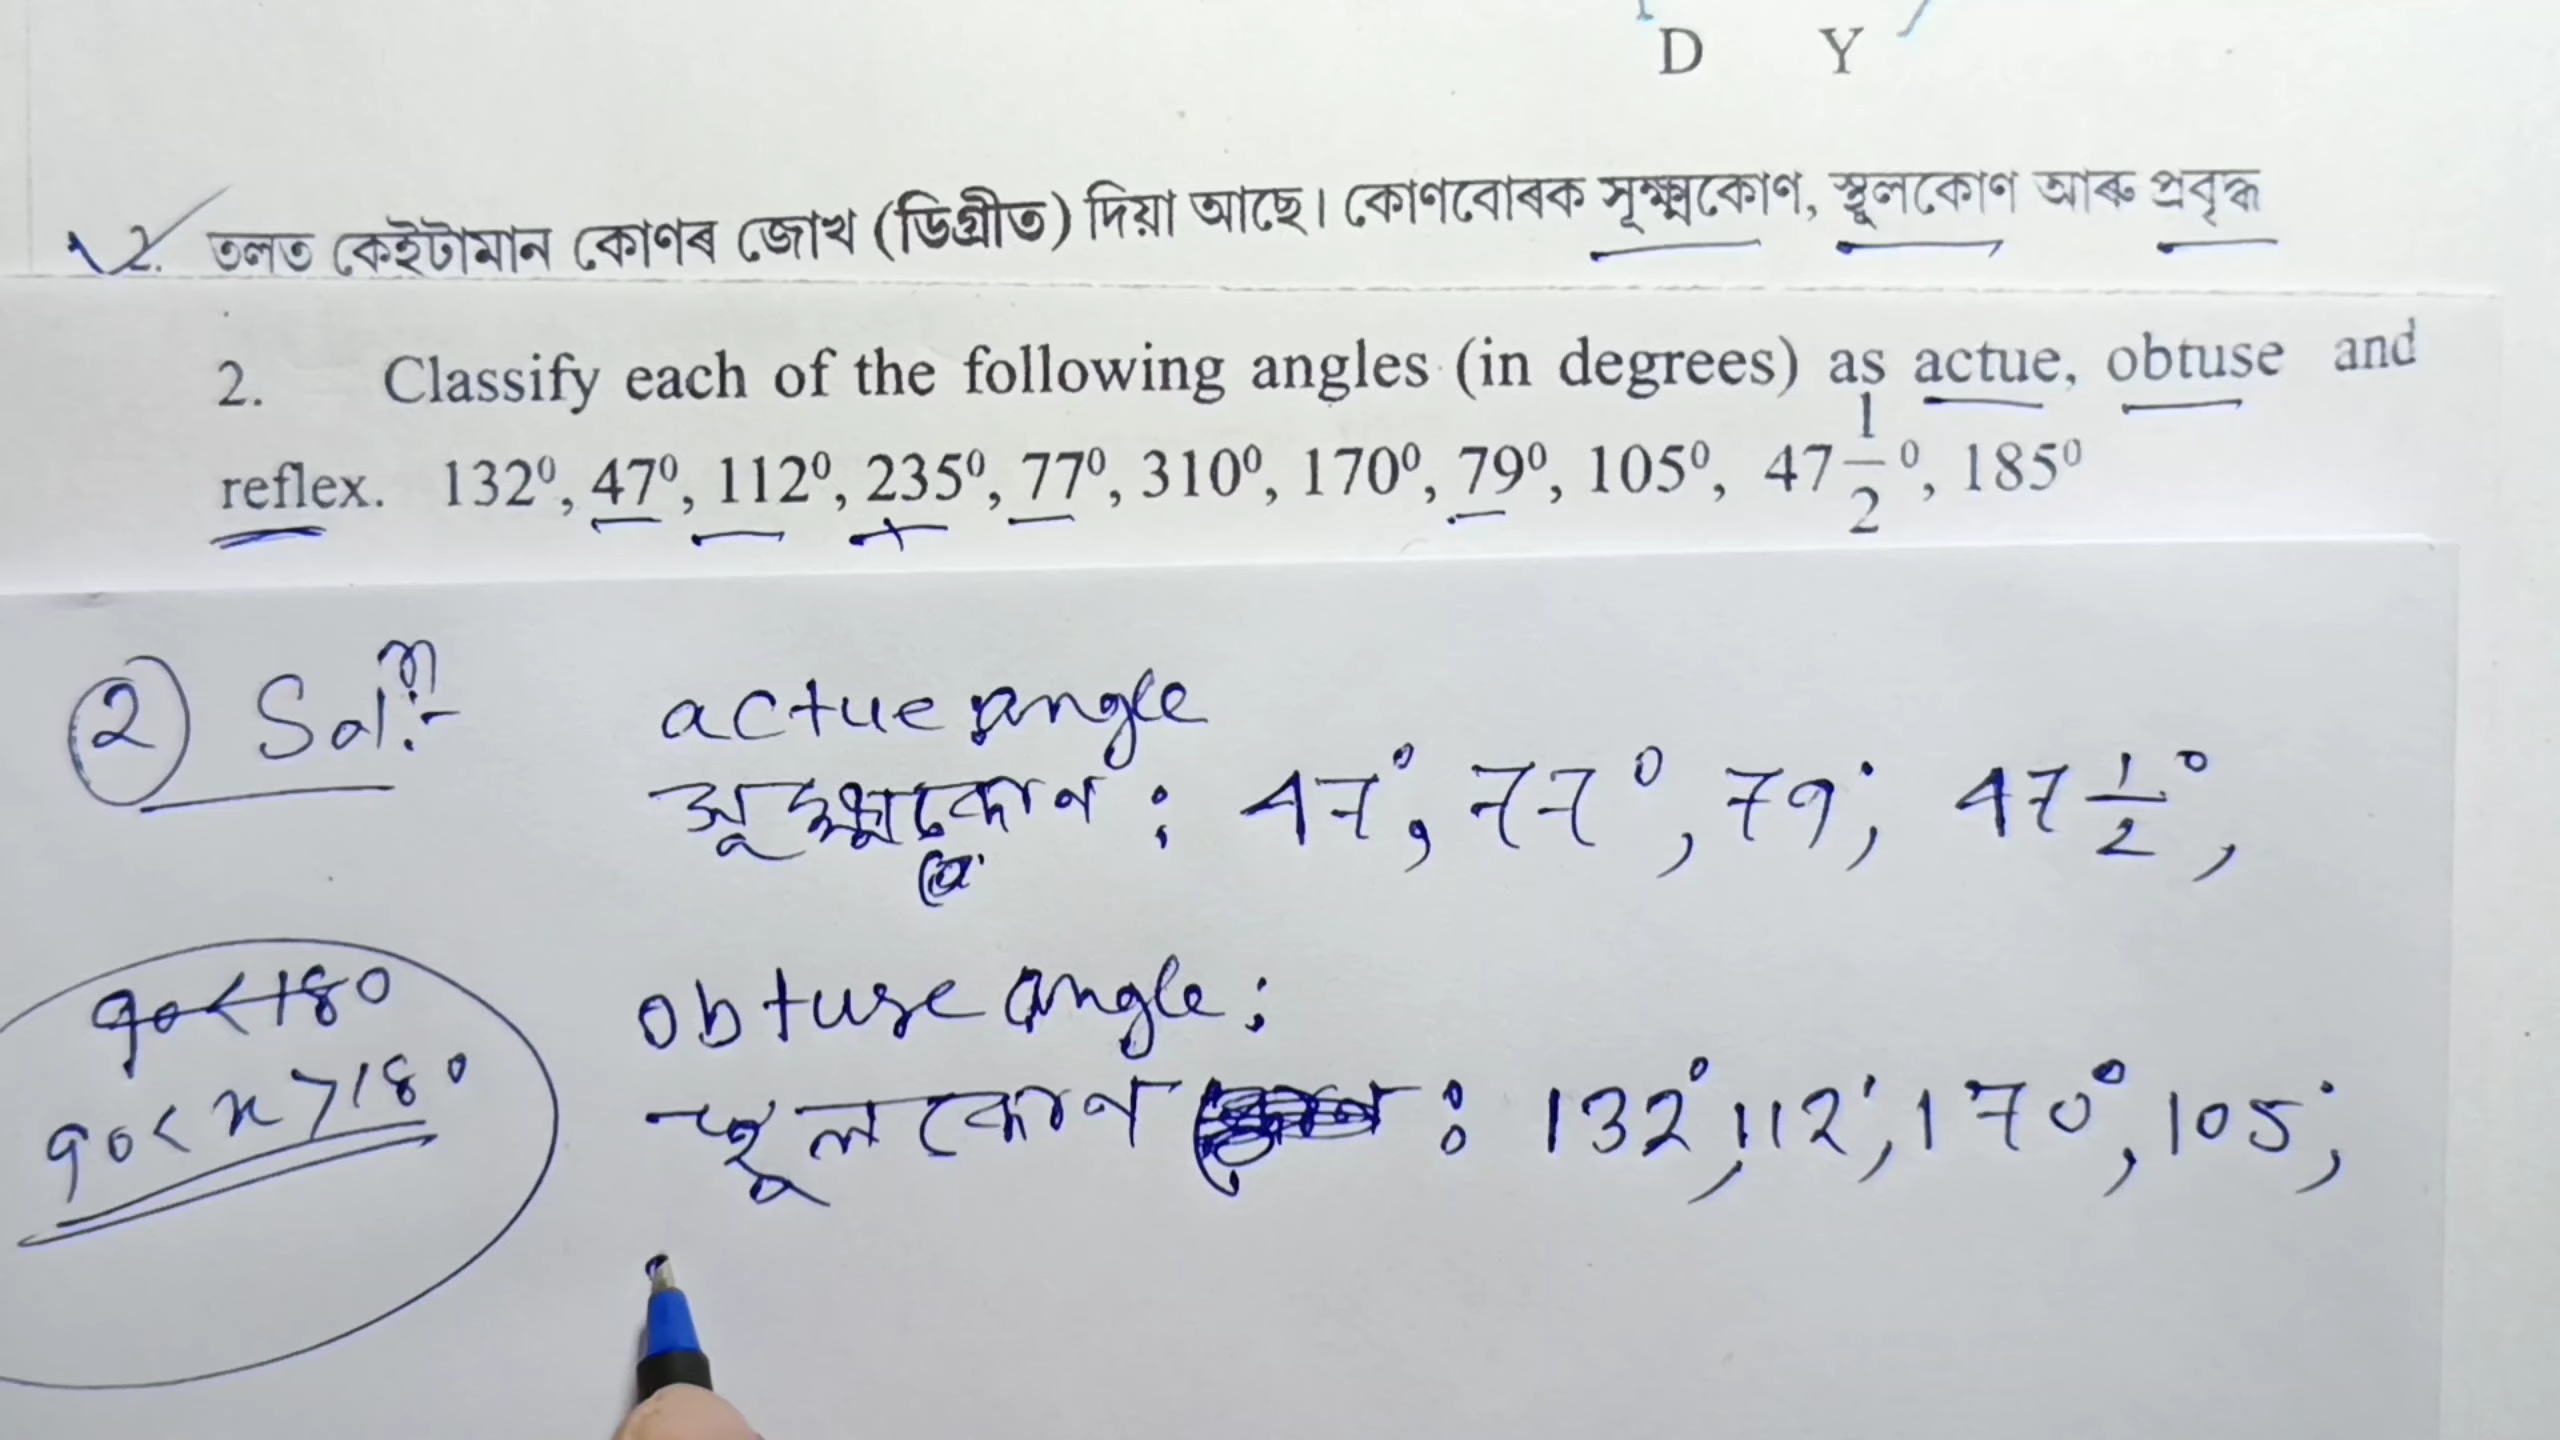 D Y
2. তলত কেইটামান কোণৰ জোখ (ডিগ্ৰীত) দিয়া আছে। কোণবোৰক সূক্ষ্মকোণ, স্থূলকোণ আৰু প্ৰবৃদ্ধ
2. Classify each of the following angles (in degrees) as actue, obtuse and
reflex. 132⁰, 47⁰, 112⁰, 235⁰, 77⁰, 310⁰, 170⁰, 79⁰, 105⁰, 47 1/2 ⁰, 185⁰
2 Solⁿ:-
actue angle
সূক্ষ্মকোণ : 47°, 77°, 79°, 47 1/2 °,
obtuse angle:
স্থূলকোণ : 132°, 112°, 170°, 105°,
90<180
90< x >180